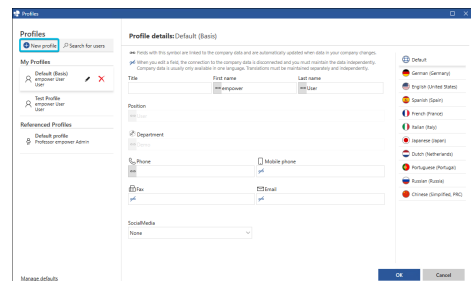 Profiles
Profiles
New profile
Search for users
My Profiles
Default (Basis)
empower User
User
Test Profile
empower User
User
Referenced Profiles
Default profile
Professor empower Admin
Manage defaults
Profile details: Default (Basis)
Fields with this symbol are linked to the company data and are automatically updated when data in your company changes.
When you edit a field, the connection to the company data is disconnected and you must maintain the data independently.
Company data is usually only available in one language. Translations must be maintained separately and independently.
Title
First name
Last name
empower
User
Position
User
Department
Phone
Mobile phone
Fax
Email
SocialMedia
None
Default
German (Germany)
English (United States)
Spanish (Spain)
French (France)
Italian (Italy)
Japanese (Japan)
Dutch (Netherlands)
Portuguese (Portugal)
Russian (Russia)
Chinese (Simplified, PRC)
OK
Cancel